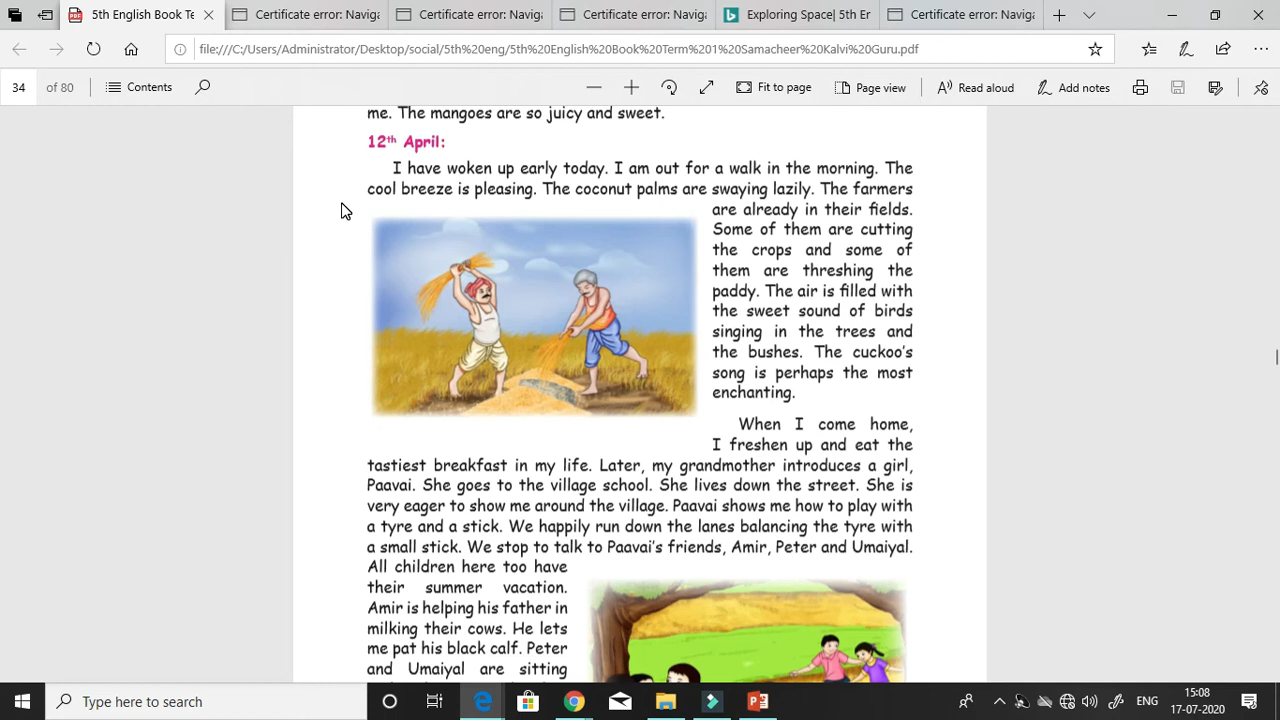 5th English Book Te
Certificate error: Naviga
Certificate error: Naviga
Certificate error: Naviga
Exploring Space| 5th Er
Certificate error: Naviga
file:///C:/Users/Administrator/Desktop/social/5th%20eng/5th%20English%20Book%20Term%201%20Samacheer%20Kalvi%20Guru.pdf
34 of 80 Contents Fit to page Page view Read aloud Add notes
me. The mangoes are so juicy and sweet.
12th April:
I have woken up early today. I am out for a walk in the morning. The
cool breeze is pleasing. The coconut palms are swaying lazily. The farmers
are already in their fields.
Some of them are cutting
the crops and some of
them are threshing the
paddy. The air is filled with
the sweet sound of birds
singing in the trees and
the bushes. The cuckoo's
song is perhaps the most
enchanting.
When I come home,
I freshen up and eat the
tastiest breakfast in my life. Later, my grandmother introduces a girl,
Paavai. She goes to the village school. She lives down the street. She is
very eager to show me around the village. Paavai shows me how to play with
a tyre and a stick. We happily run down the lanes balancing the tyre with
a small stick. We stop to talk to Paavai's friends, Amir, Peter and Umaiyal.
All children here too have
their summer vacation.
Amir is helping his father in
milking their cows. He lets
me pat his black calf. Peter
and Umaiyal are sitting
Type here to search
ENG
15:08
17-07-2020